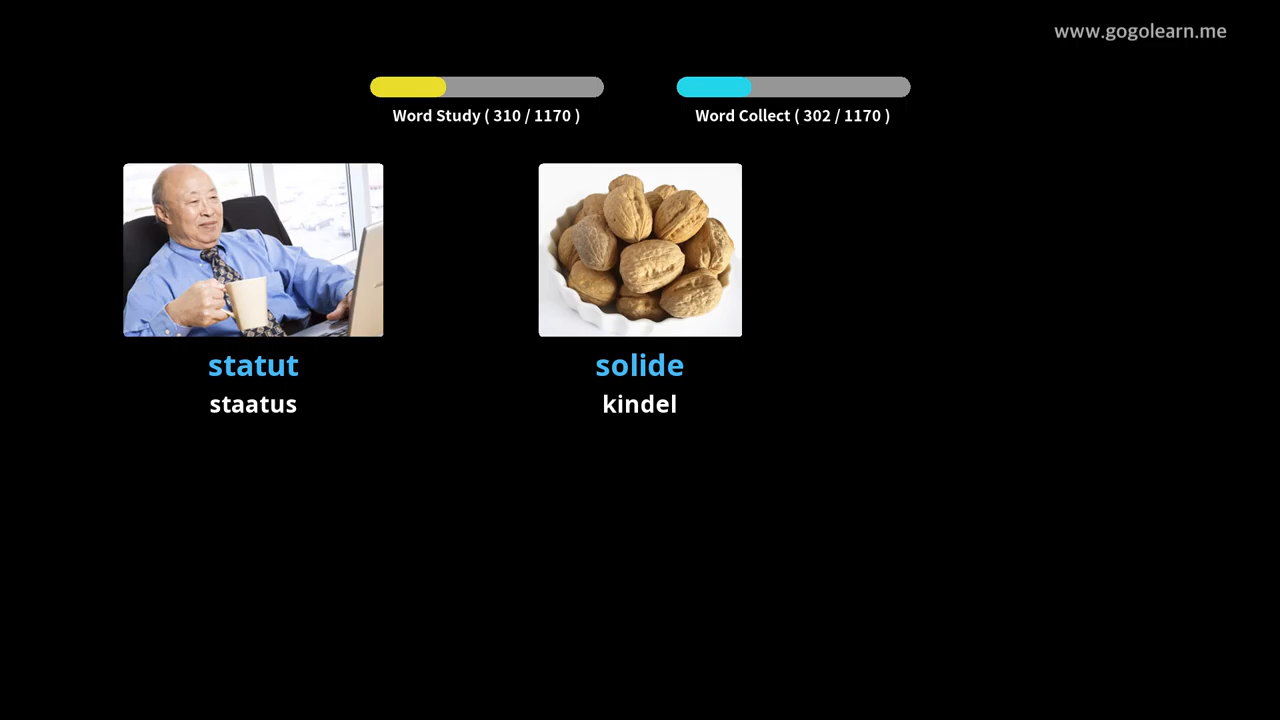 www.gogolearn.me
Word Study ( 310 / 1170 )
Word Collect ( 302 / 1170 )
statut
staatus
solide
kindel